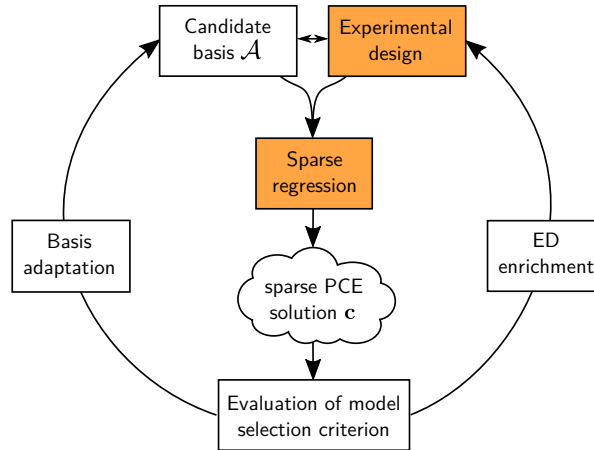 Candidate
basis 𝒜
Experimental
design
Sparse
regression
Basis
adaptation
ED
enrichment
sparse PCE
solution c
Evaluation of model
selection criterion